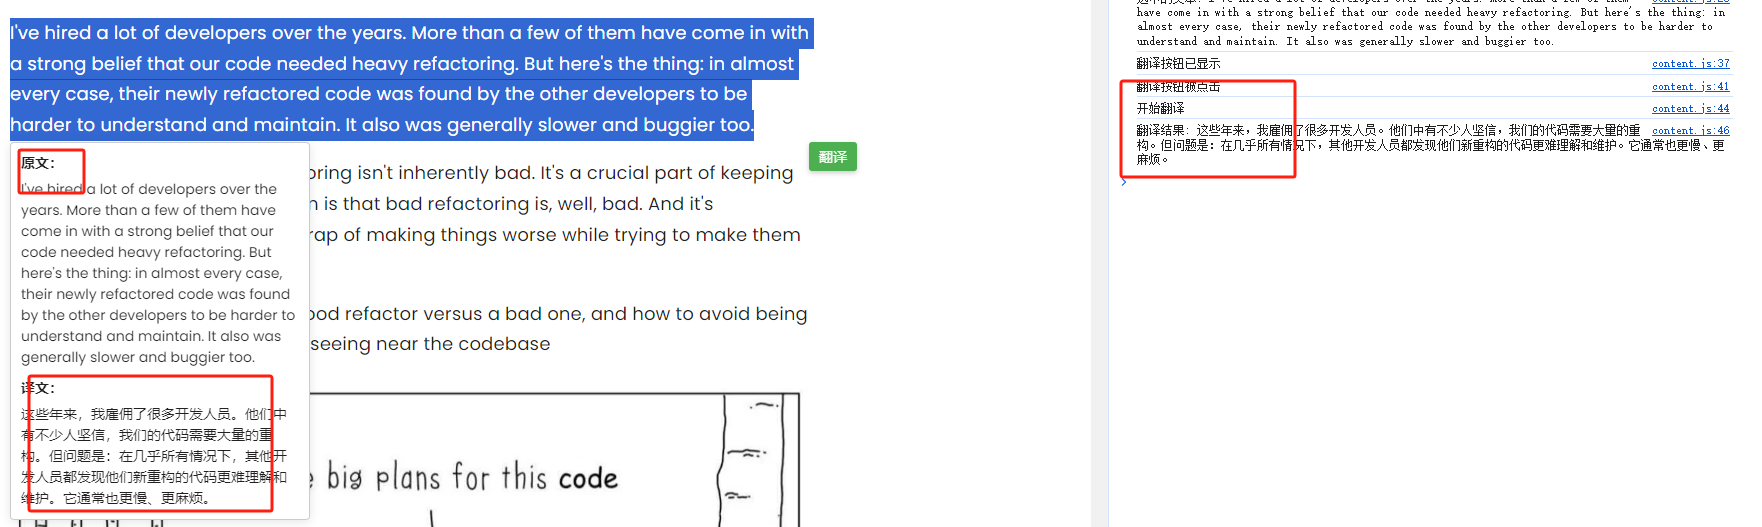 I've hired a lot of developers over the years. More than a few of them have come in with
a strong belief that our code needed heavy refactoring. But here's the thing: in almost
every case, their newly refactored code was found by the other developers to be
harder to understand and maintain. It also was generally slower and buggier too.
翻译
oring isn't inherently bad. It's a crucial part of keeping
n is that bad refactoring is, well, bad. And it's
rap of making things worse while trying to make them
ood refactor versus a bad one, and how to avoid being
seeing near the codebase
big plans for this code
原文：
I've hired a lot of developers over the
years. More than a few of them have
come in with a strong belief that our
code needed heavy refactoring. But
here's the thing: in almost every case,
their newly refactored code was found
by the other developers to be harder to
understand and maintain. It also was
generally slower and buggier too.
译文：
这些年来，我雇佣了很多开发人员。他们中
有不少人坚信，我们的代码需要大量的重
构。但问题是：在几乎所有情况下，其他开
发人员都发现他们新重构的代码更难理解和
维护。它通常也更慢、更麻烦。
have come in with a strong belief that our code needed heavy refactoring. But here's the thing: in
almost every case, their newly refactored code was found by the other developers to be harder to
understand and maintain. It also was generally slower and buggier too.
翻译按钮已显示 content.js:37
翻译按钮被点击 content.js:41
开始翻译 content.js:44
翻译结果：这些年来，我雇佣了很多开发人员。他们中有不少人坚信，我们的代码需要大量的重 content.js:46
构。但问题是：在几乎所有情况下，其他开发人员都发现他们新重构的代码更难理解和维护。它通常也更慢、更
麻烦。